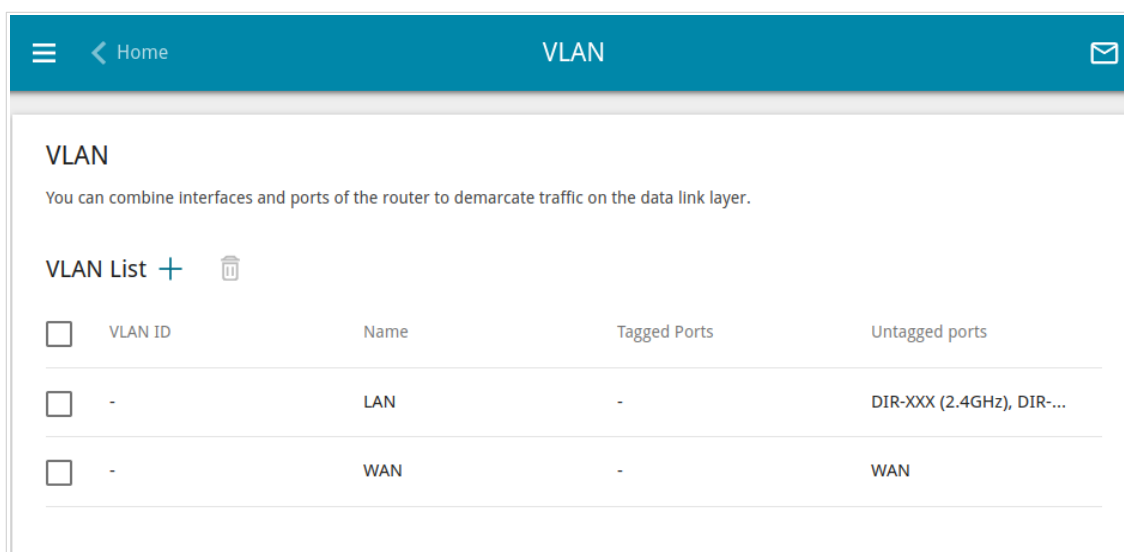 Home VLAN
VLAN
You can combine interfaces and ports of the router to demarcate traffic on the data link layer.
VLAN List
VLAN ID Name Tagged Ports Untagged ports
- LAN - DIR-XXX (2.4GHz), DIR-...
- WAN - WAN